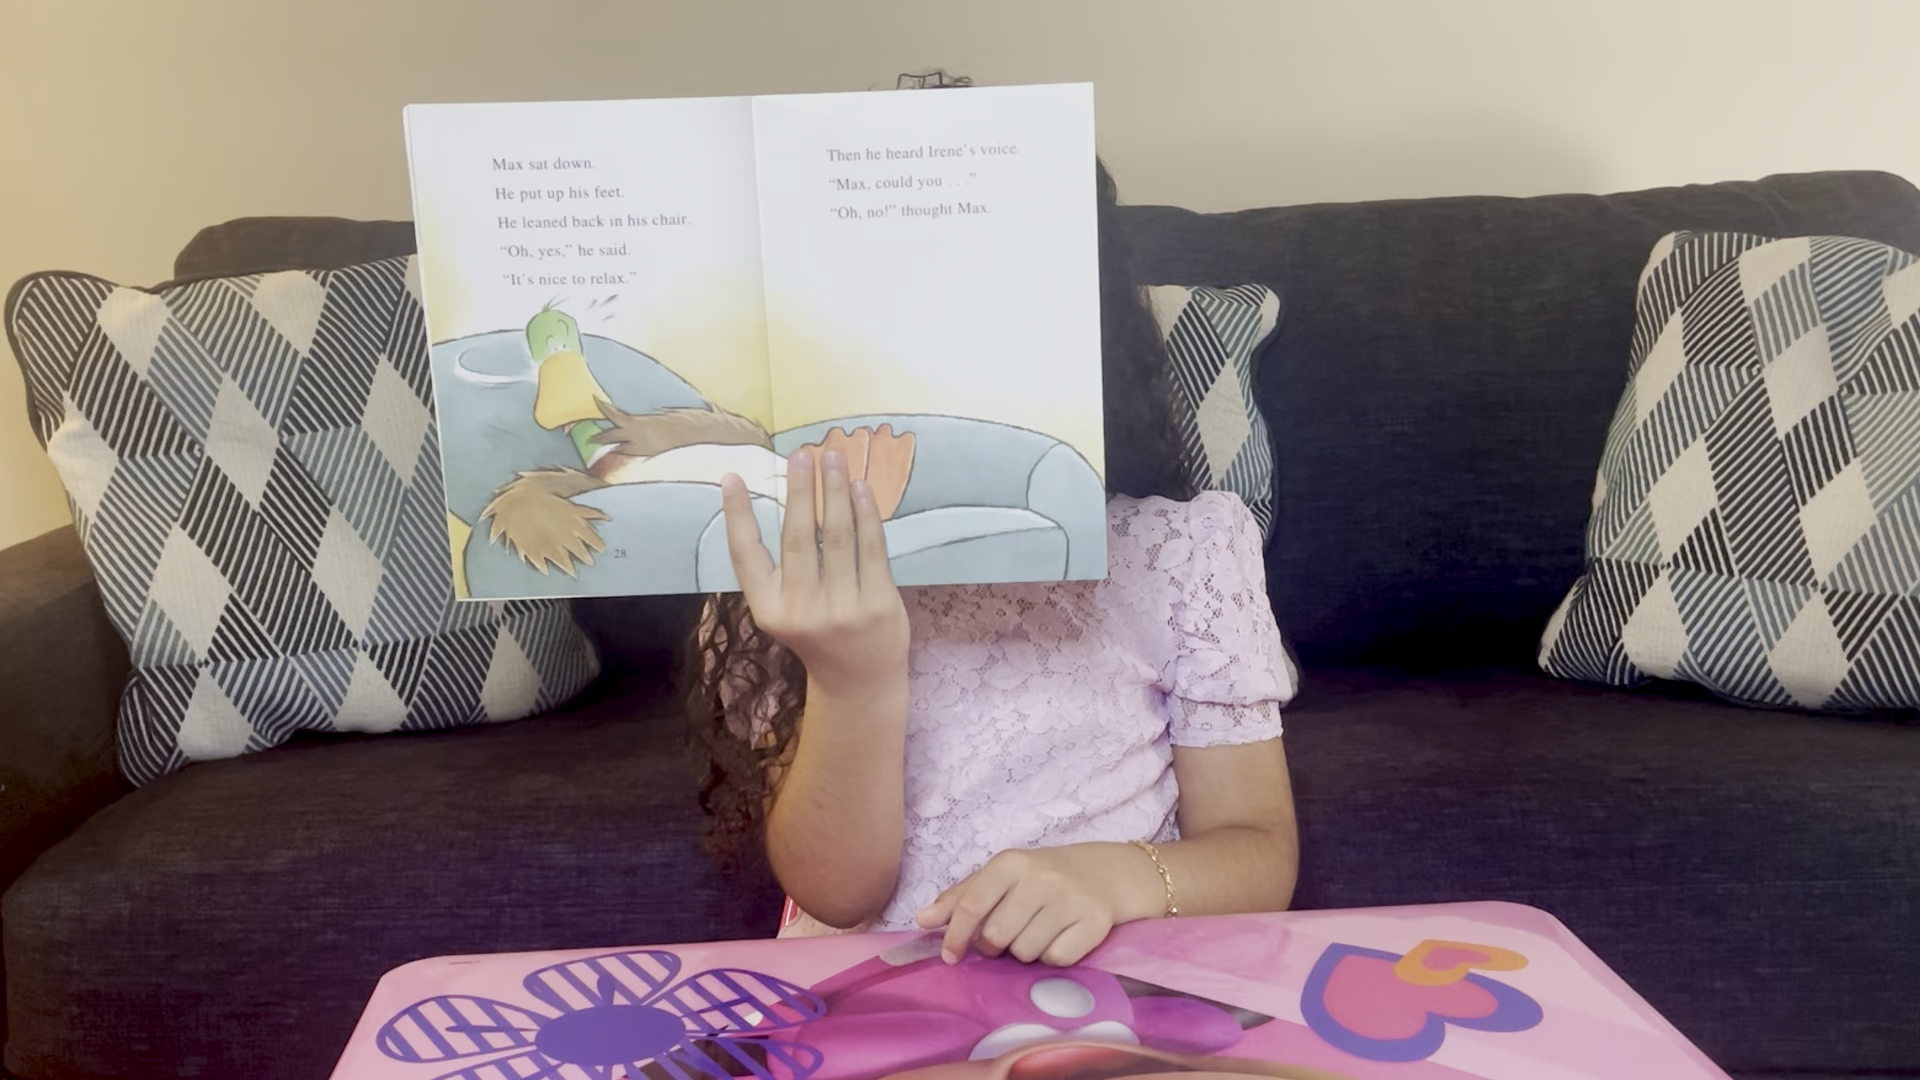 Max sat down.
He put up his feet.
He leaned back in his chair.
“Oh, yes,” he said.
“It’s nice to relax.”
28
Then he heard Irene’s voice.
“Max, could you . . .”
“Oh, no!” thought Max.